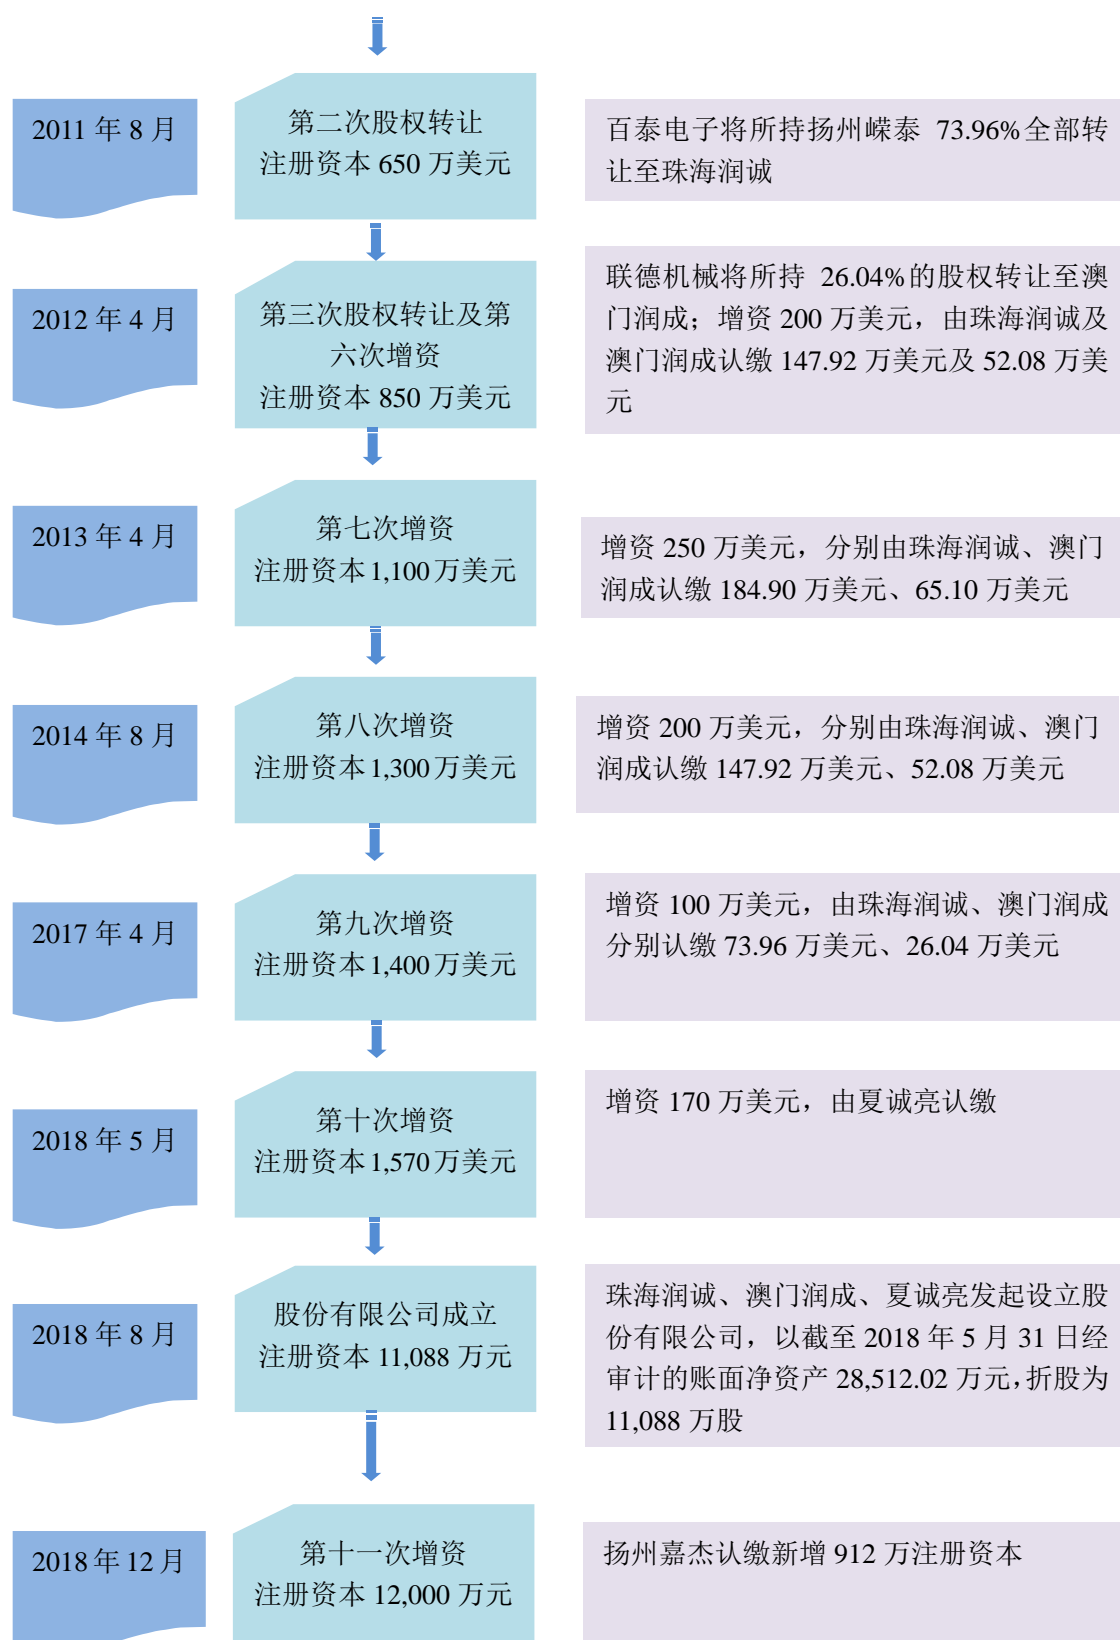 2011 年 8 月
第二次股权转让
注册资本 650 万美元
百泰电子将所持扬州嵘泰 73.96%全部转
让至珠海润诚
2012 年 4 月
第三次股权转让及第
六次增资
注册资本 850 万美元
联德机械将所持 26.04%的股权转让至澳
门润成；增资 200 万美元，由珠海润诚及
澳门润成认缴 147.92 万美元及 52.08 万美
元
2013 年 4 月
第七次增资
注册资本 1,100 万美元
增资 250 万美元，分别由珠海润诚、澳门
润成认缴 184.90 万美元、65.10 万美元
2014 年 8 月
第八次增资
注册资本 1,300 万美元
增资 200 万美元，分别由珠海润诚、澳门
润成认缴 147.92 万美元、52.08 万美元
2017 年 4 月
第九次增资
注册资本 1,400 万美元
增资 100 万美元，由珠海润诚、澳门润成
分别认缴 73.96 万美元、26.04 万美元
2018 年 5 月
第十次增资
注册资本 1,570 万美元
增资 170 万美元，由夏诚亮认缴
2018 年 8 月
股份有限公司成立
注册资本 11,088 万元
珠海润诚、澳门润成、夏诚亮发起设立股
份有限公司，以截至 2018 年 5 月 31 日经
审计的账面净资产 28,512.02 万元，折股为
11,088 万股
2018 年 12 月
第十一次增资
注册资本 12,000 万元
扬州嘉杰认缴新增 912 万注册资本